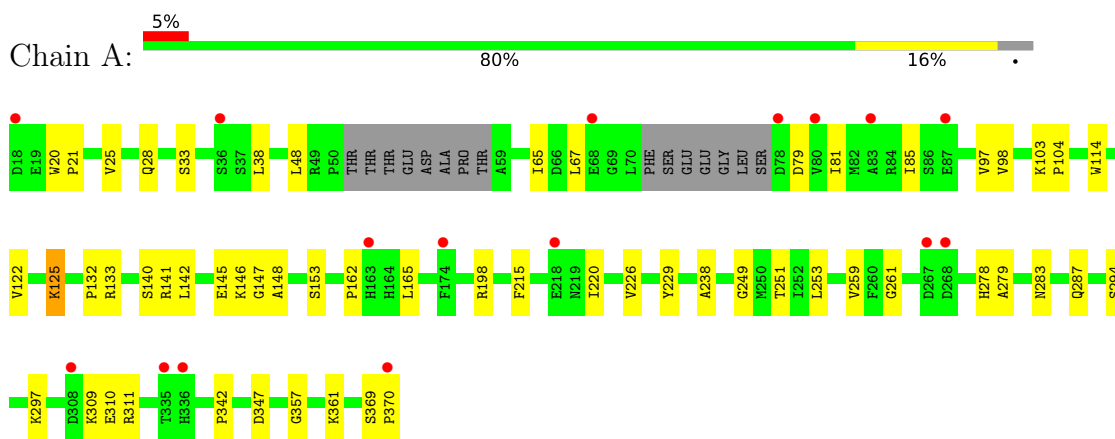 5%
Chain A:
80% 16% •
D18 E19 W20 P21 V25 Q28 S33 S36 S37 L38 L48 R49 P50 THR THR THR GLU ASP ALA PRO THR A59 I65 D66 L67 E68 G69 L70 PHE SER GLU GLU GLY LEU SER D78 D79 V80 I81 M82 A83 R84 I85 S86 E87 V97 V98 K103 P104 W114
V122 K125 P132 R133 S140 R141 L142 E145 K146 G147 A148 S153 P162 H163 H164 L165 F174 R198 F215 E218 N219 I220 V226 Y229 A238 G249 M250 T251 I252 L253 V259 F260 G261 D267 D268 H278 A279 N283 Q287 S294
K297 D308 K309 E310 R311 T335 H336 P342 D347 G357 K361 S369 P370